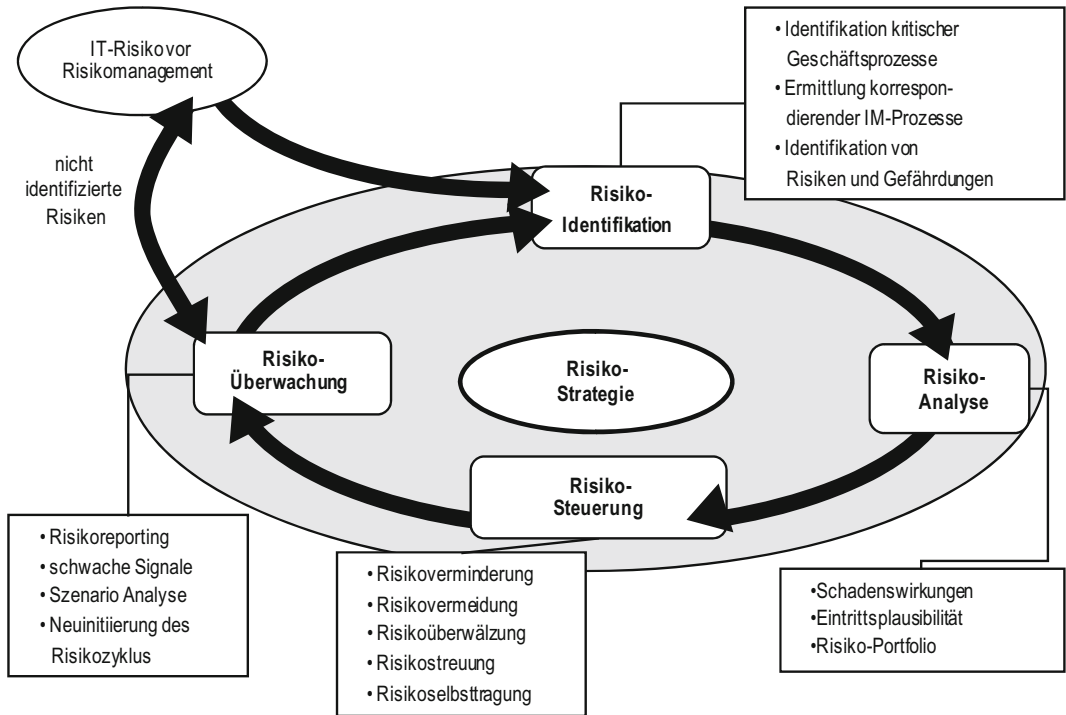 IT-Risiko vor
Risikomanagement
• Identifikation kritischer
Geschäftsprozesse
• Ermittlung korrespon-
dierender IM-Prozesse
• Identifikation von
Risiken und Gefährdungen
nicht
identifizierte
Risiken
Risiko-
Identifikation
Risiko-
Überwachung
Risiko-
Strategie
Risiko-
Analyse
Risiko-
Steuerung
• Risikoreporting
• schwache Signale
• Szenario Analyse
• Neuinitiierung des
Risikozyklus
• Risikoverminderung
• Risikovermeidung
• Risikoüberwälzung
• Risikostreuung
• Risikoselbsttragung
•Schadenswirkungen
•Eintrittsplausibilität
•Risiko-Portfolio